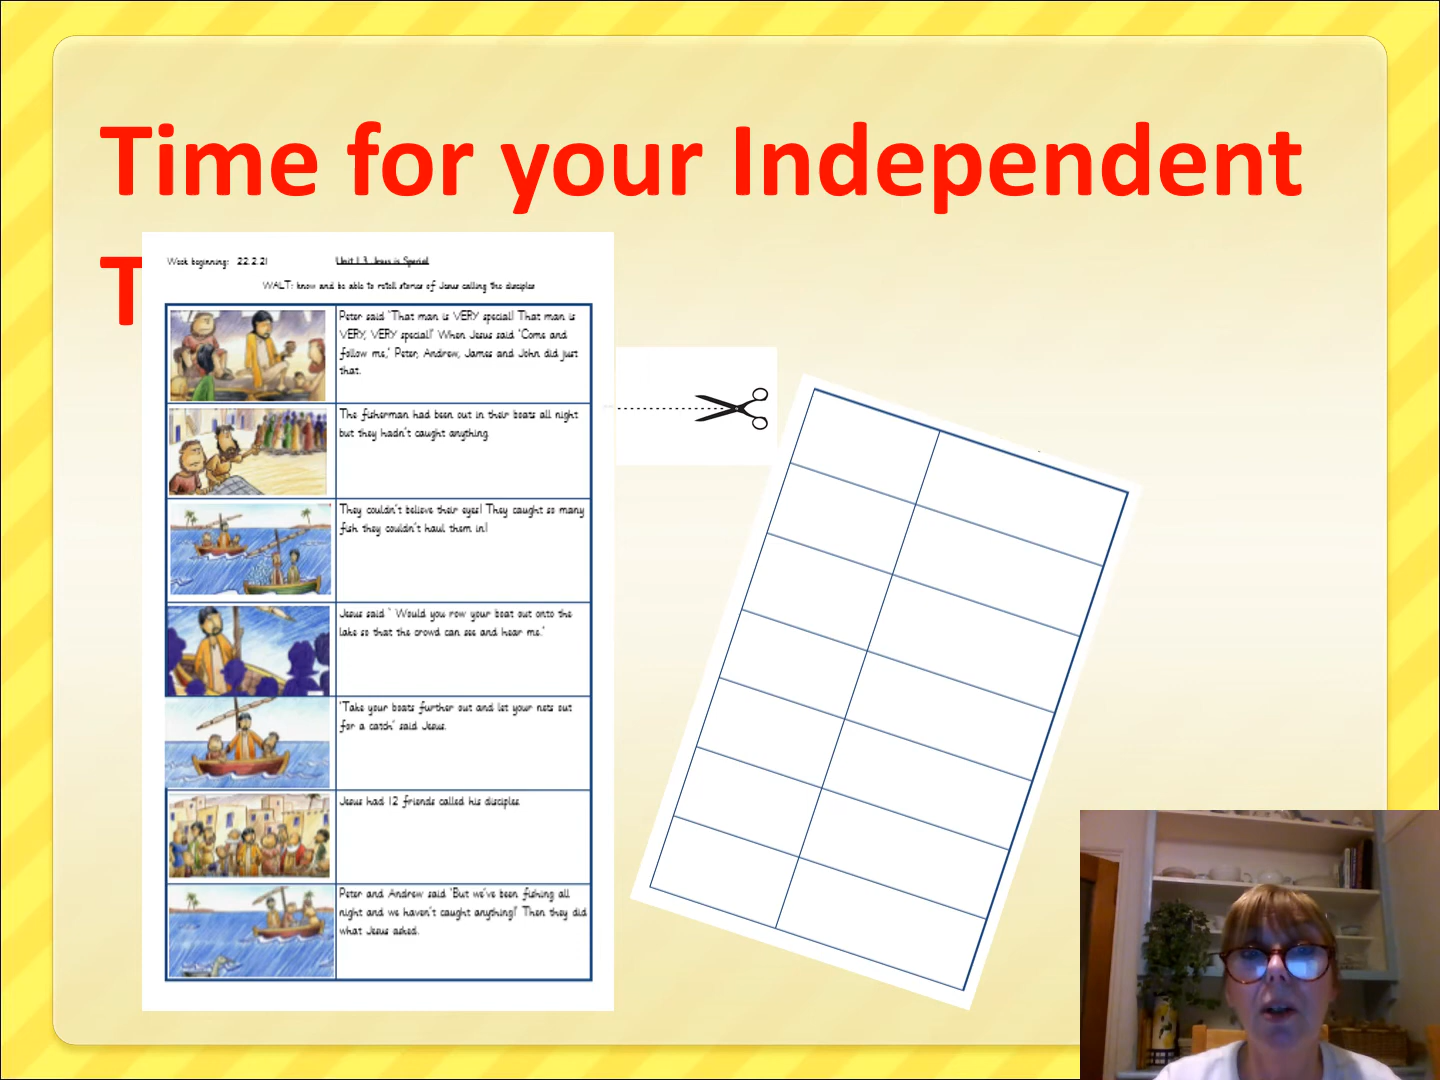 Time for your Independent
T
Week beginning: 22.2.21
Unit 1.3 Jesus is Special
WALT: know and be able to retell stories of Jesus calling the disciples
Peter said "That man is VERY special! That man is
VERY, VERY special!" When Jesus said "Come and
follow me," Peter, Andrew, James and John did just
that.
The fisherman had been out in their boats all night
but they hadn't caught anything.
They couldn't believe their eyes! They caught so many
fish they couldn't haul them in!
Jesus said " Would you row your boat out onto the
lake so that the crowd can see and hear me."
"Take your boats further out and let your nets out
for a catch" said Jesus.
Jesus had 12 friends called his disciples.
Peter and Andrew said "But we've been fishing all
night and we haven't caught anything!" Then they did
what Jesus asked.